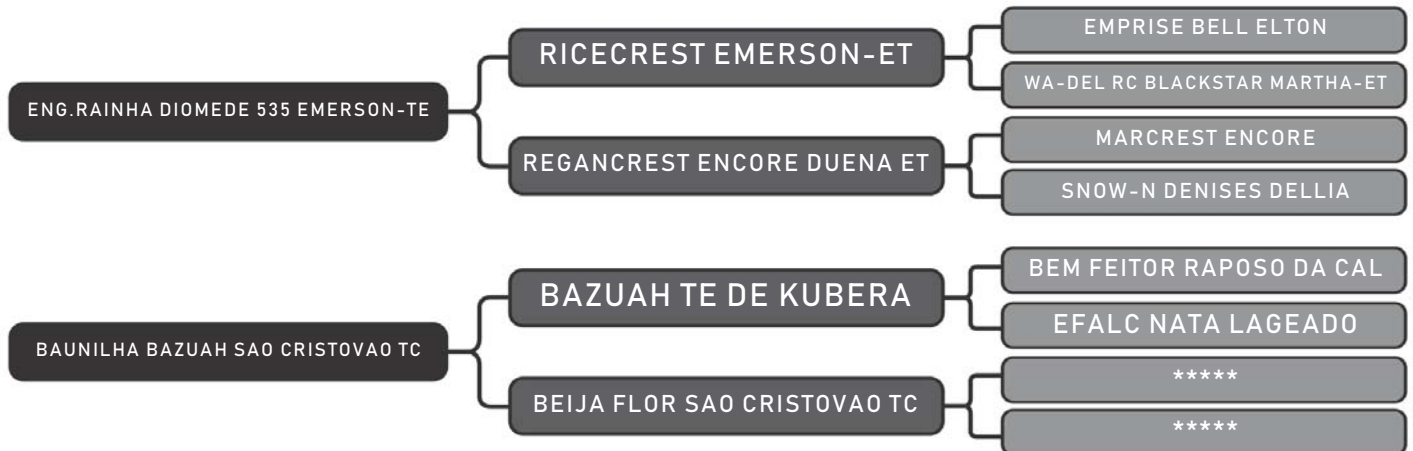 EMPRISE BELL ELTON
RICECREST EMERSON-ET
WA-DEL RC BLACKSTAR MARTHA-ET
ENG.RAINHA DIOMEDE 535 EMERSON-TE
MARCREST ENCORE
REGANCREST ENCORE DUENA ET
SNOW-N DENISES DELLIA
BEM FEITOR RAPOSO DA CAL
BAZUAH TE DE KUBERA
EFALC NATA LAGEADO
BAUNILHA BAZUAH SAO CRISTOVAO TC
*****
BEIJA FLOR SAO CRISTOVAO TC
*****